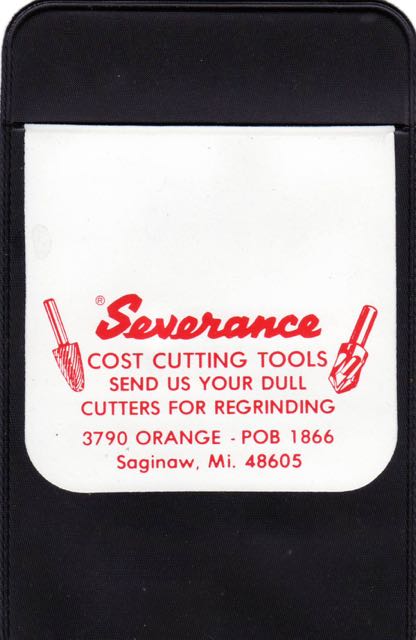 ® Severance
COST CUTTING TOOLS
SEND US YOUR DULL
CUTTERS FOR REGRINDING
3790 ORANGE - POB 1866
Saginaw, Mi. 48605